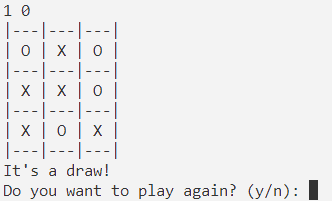 1 0
|---|---|---|
| O | X | O |
|---|---|---|
| X | X | O |
|---|---|---|
| X | O | X |
|---|---|---|
It's a draw!
Do you want to play again? (y/n):